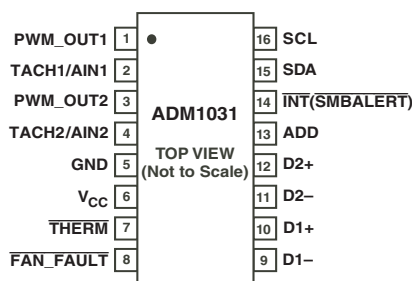 PWM_OUT1 1
TACH1/AIN1 2
PWM_OUT2 3
TACH2/AIN2 4
GND 5
VCC 6
THERM 7
FAN_FAULT 8
ADM1031
TOP VIEW
(Not to Scale)
16 SCL
15 SDA
14 INT(SMBALERT)
13 ADD
12 D2+
11 D2–
10 D1+
9 D1–